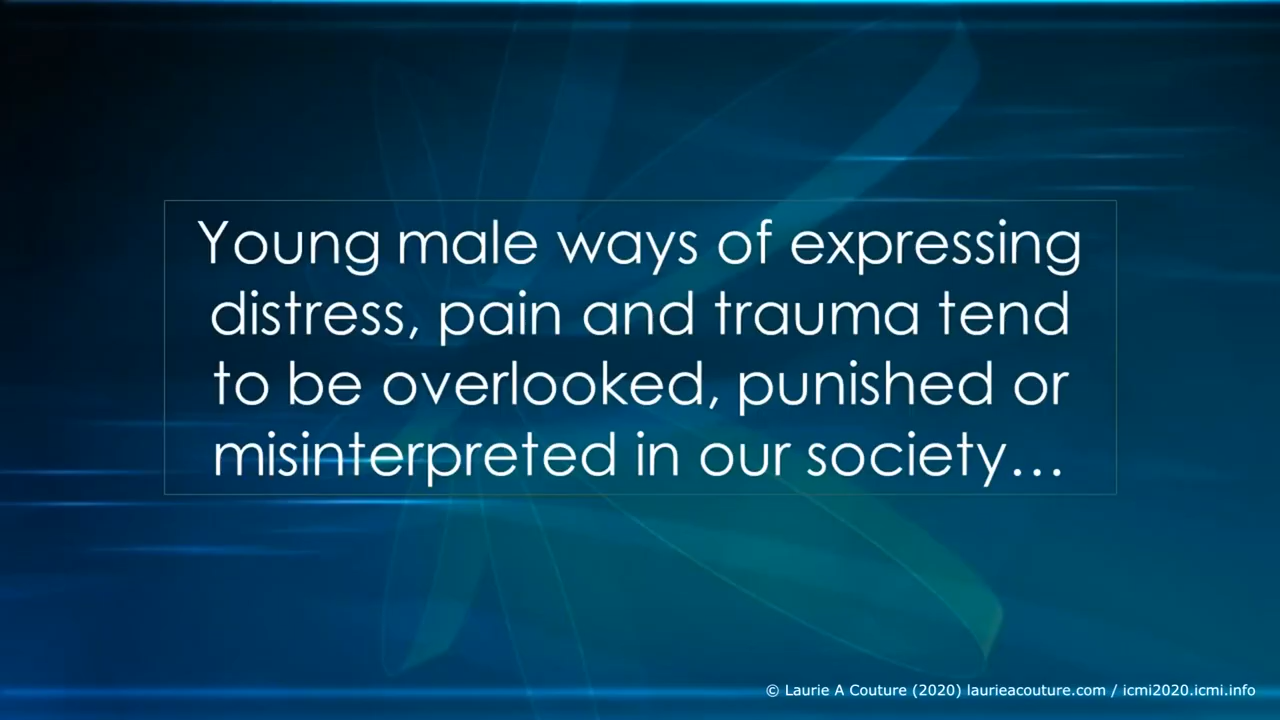 Young male ways of expressing
distress, pain and trauma tend
to be overlooked, punished or
misinterpreted in our society…
© Laurie A Couture (2020) laurieacouture.com / icmi2020.icmi.info